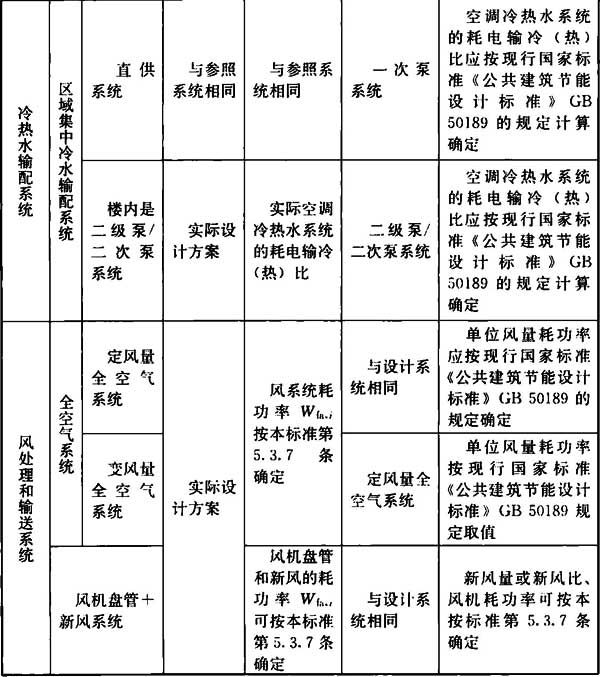 冷热水输配系统
区域集中冷水输配系统
直供
系统
与参照
系统相同
与参照系
统相同
一次泵
系统
空调冷热水系统
的耗电输冷（热）
比应按现行国家标
准《公共建筑节能
设计标准》GB
50189 的规定计算
确定
楼内是
二级泵/
二次泵
系统
实际设
计方案
实际空调
冷热水系统
的耗电输冷
（热）比
二级泵/
二次泵系统
空调冷热水系统
的耗电输冷（热）
比应按现行国家标
准《公共建筑节能
设计标准》GB
50189 的规定计算
确定
风处理和输送系统
全空气系统
定风量
全空气
系统
实际设
计方案
风系统耗
功率 Wfa,i
按本标准第
5.3.7 条
确定
与设计系
统相同
单位风量耗功率
应按现行国家标准
《公共建筑节能设计
标准》GB 50189 的
规定确定
变风量
全空气
系统
定风量全
空气系统
单位风量耗功率
按现行国家标准
《公共建筑节能设计
标准》GB 50189 规
定取值
风机盘管＋
新风系统
风机盘管
和新风的耗
功率 Wfa,i
可按本标准
第 5.3.7 条
确定
与设计系
统相同
新风量或新风比、
风机耗功率可按本
按标准第 5.3.7 条
确定